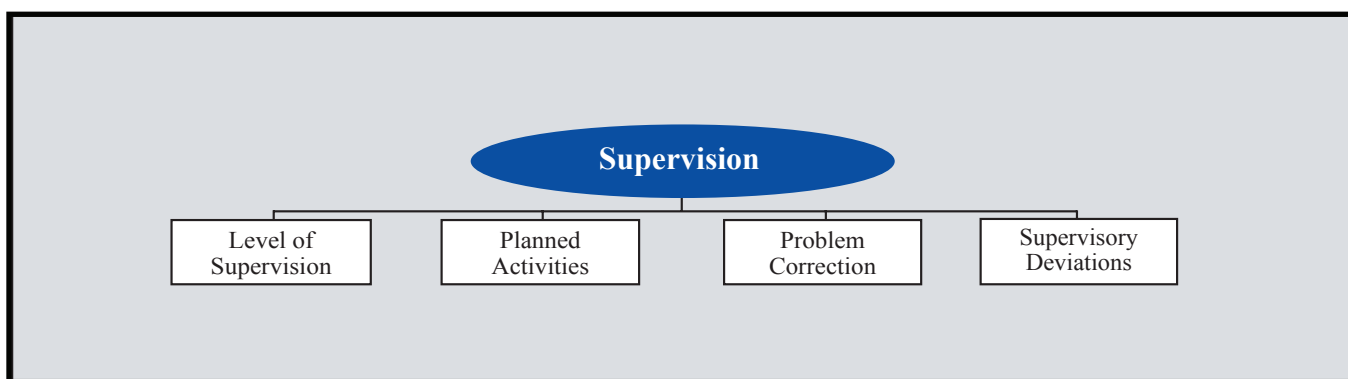 Supervision
Level of
Supervision
Planned
Activities
Problem
Correction
Supervisory
Deviations